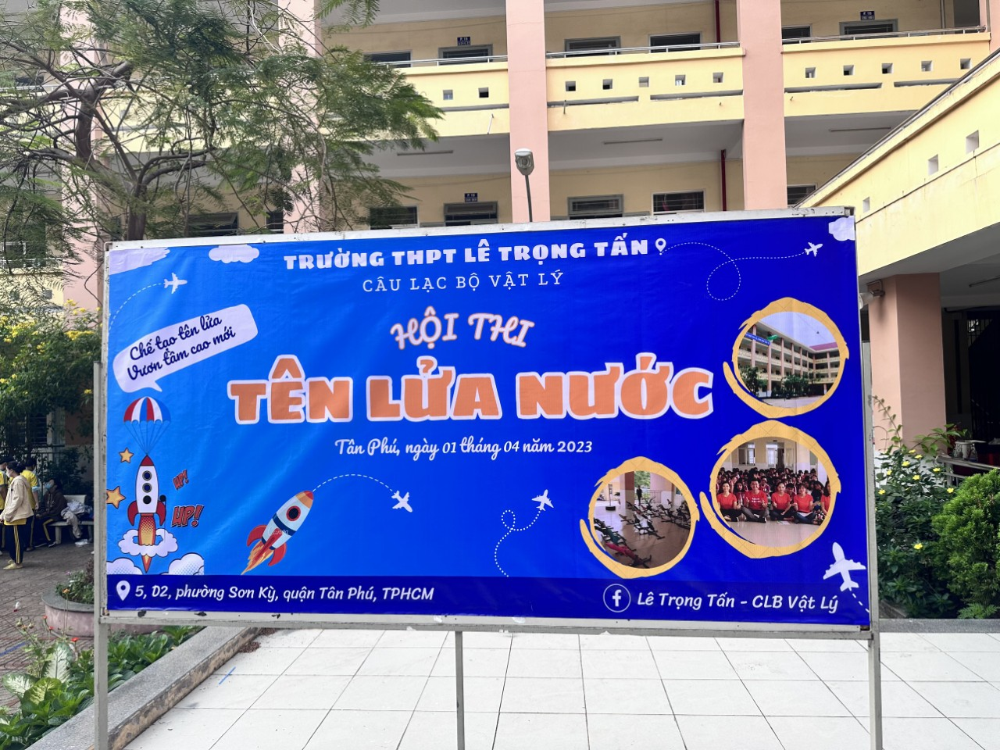 TRƯỜNG THPT LÊ TRỌNG TẤN
CÂU LẠC BỘ VẬT LÝ
HỘI THI
TÊN LỬA NƯỚC
Tân Phú, ngày 01 tháng 04 năm 2023
Chế tạo tên lửa
Vươn tầm cao mới
UP!
UP!
5, D2, phường Sơn Kỳ, quận Tân Phú, TPHCM
Lê Trọng Tấn - CLB Vật Lý